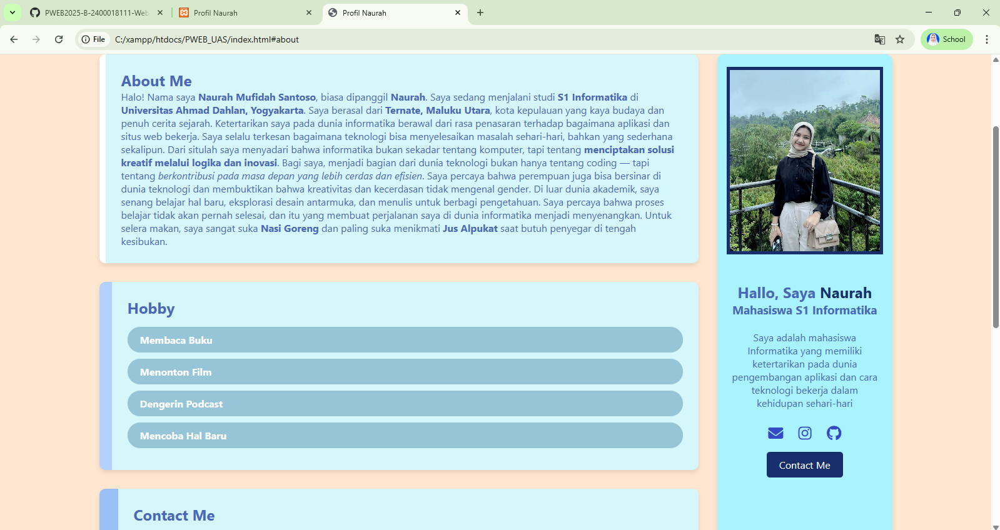 PWEB2025-B-2400018111-Web
Profil Naurah
Profil Naurah
File
C:/xampp/htdocs/PWEB_UAS/index.html#about
School
About Me
Halo! Nama saya Naurah Mufidah Santoso, biasa dipanggil Naurah. Saya sedang menjalani studi S1 Informatika di
Universitas Ahmad Dahlan, Yogyakarta. Saya berasal dari Ternate, Maluku Utara, kota kepulauan yang kaya budaya dan
penuh cerita sejarah. Ketertarikan saya pada dunia informatika berawal dari rasa penasaran terhadap bagaimana aplikasi dan
situs web bekerja. Saya selalu terkesan bagaimana teknologi bisa menyelesaikan masalah sehari-hari, bahkan yang sederhana
sekalipun. Dari situlah saya menyadari bahwa informatika bukan sekadar tentang komputer, tapi tentang menciptakan solusi
kreatif melalui logika dan inovasi. Bagi saya, menjadi bagian dari dunia teknologi bukan hanya tentang coding — tapi
tentang berkontribusi pada masa depan yang lebih cerdas dan efisien. Saya percaya bahwa perempuan juga bisa bersinar di
dunia teknologi dan membuktikan bahwa kreativitas dan kecerdasan tidak mengenal gender. Di luar dunia akademik, saya
senang belajar hal baru, eksplorasi desain antarmuka, dan menulis untuk berbagi pengetahuan. Saya percaya bahwa proses
belajar tidak akan pernah selesai, dan itu yang membuat perjalanan saya di dunia informatika menjadi menyenangkan. Untuk
selera makan, saya sangat suka Nasi Goreng dan paling suka menikmati Jus Alpukat saat butuh penyegar di tengah
kesibukan.
Hobby
Membaca Buku
Menonton Film
Dengerin Podcast
Mencoba Hal Baru
Contact Me
Hallo, Saya Naurah
Mahasiswa S1 Informatika
Saya adalah mahasiswa
Informatika yang memiliki
ketertarikan pada dunia
pengembangan aplikasi dan cara
teknologi bekerja dalam
kehidupan sehari-hari
Contact Me